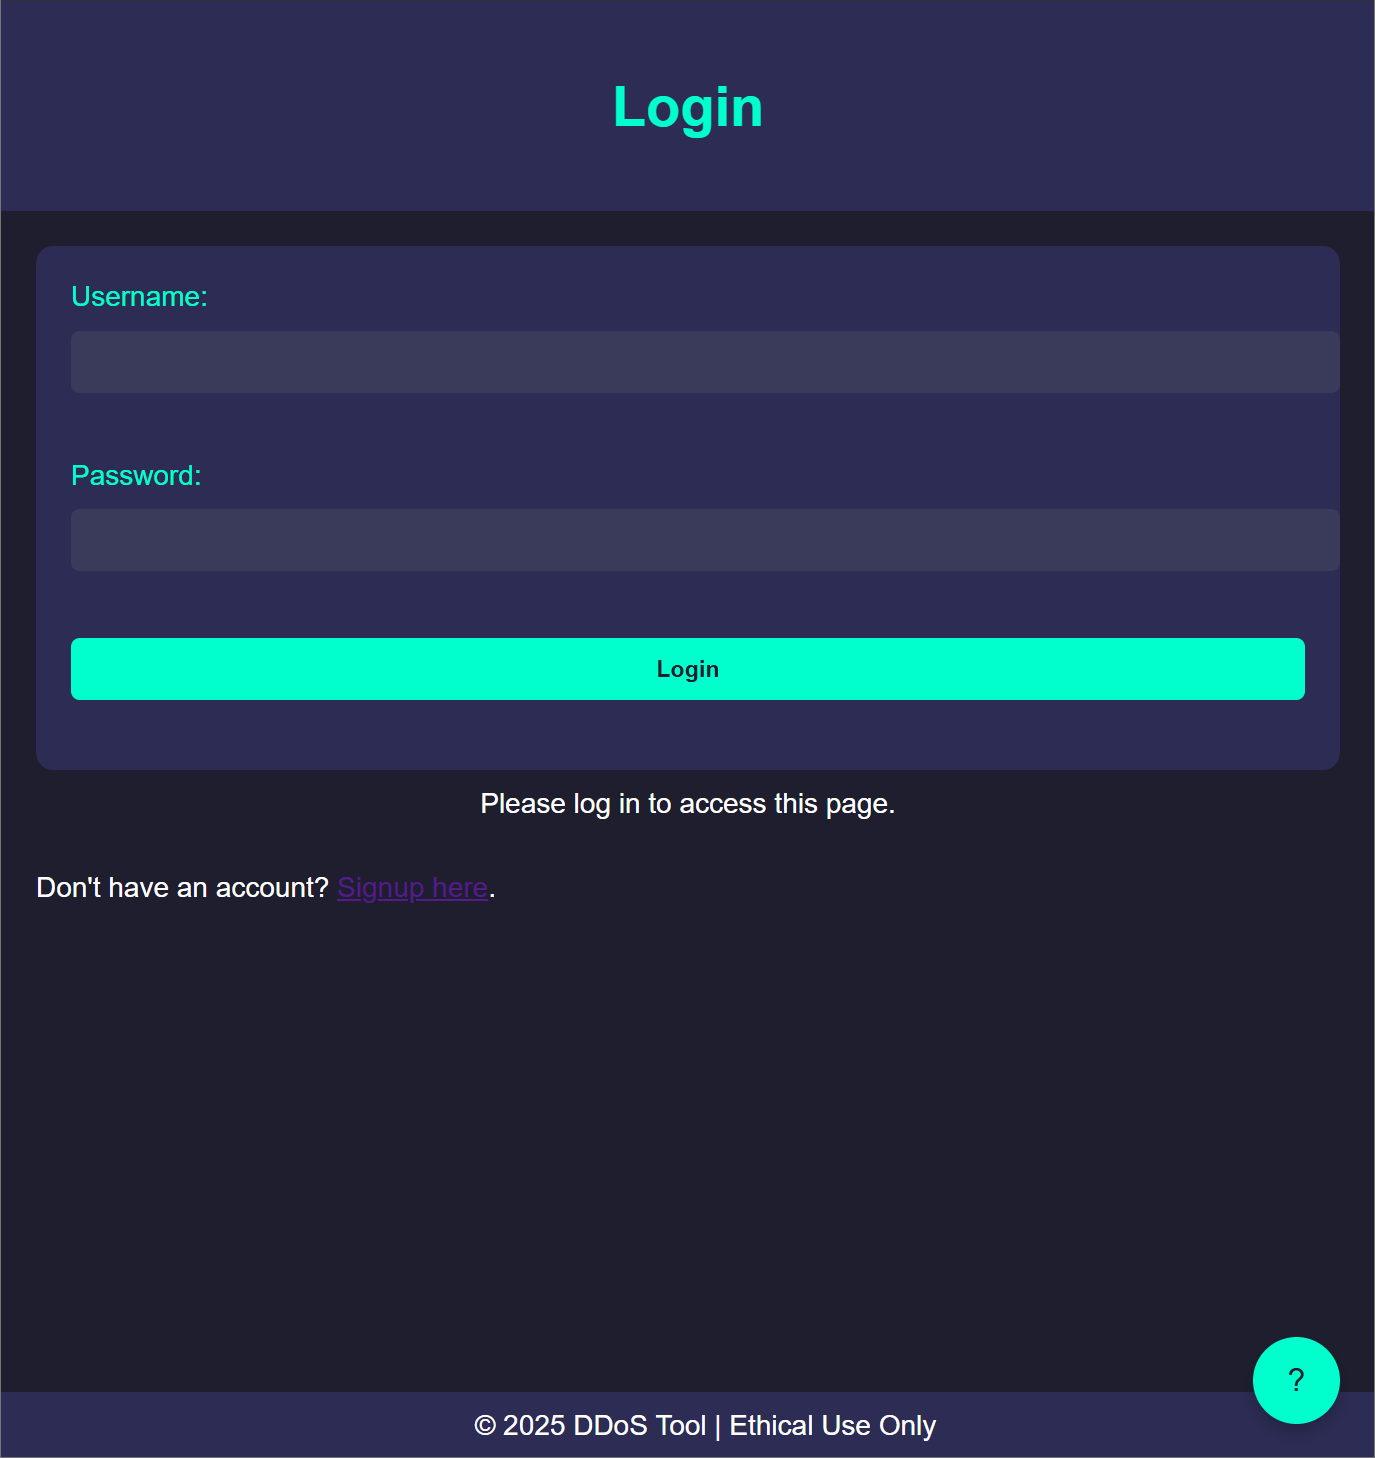 Login
Username:
Password:
Login
Please log in to access this page.
Don't have an account? Signup here.
?
© 2025 DDoS Tool | Ethical Use Only